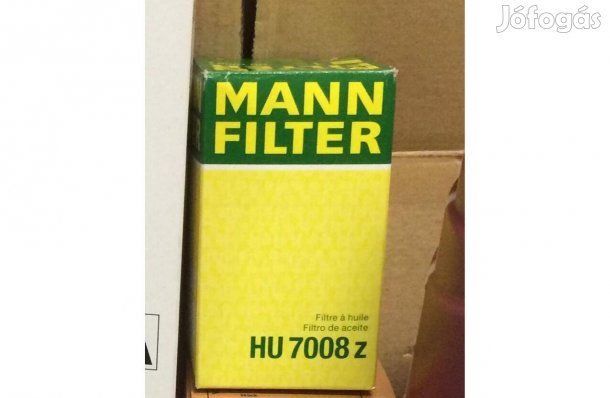 Jófogás
MANN
FILTER
Filtre à huile
Filtro de aceite
HU 7008 z
A